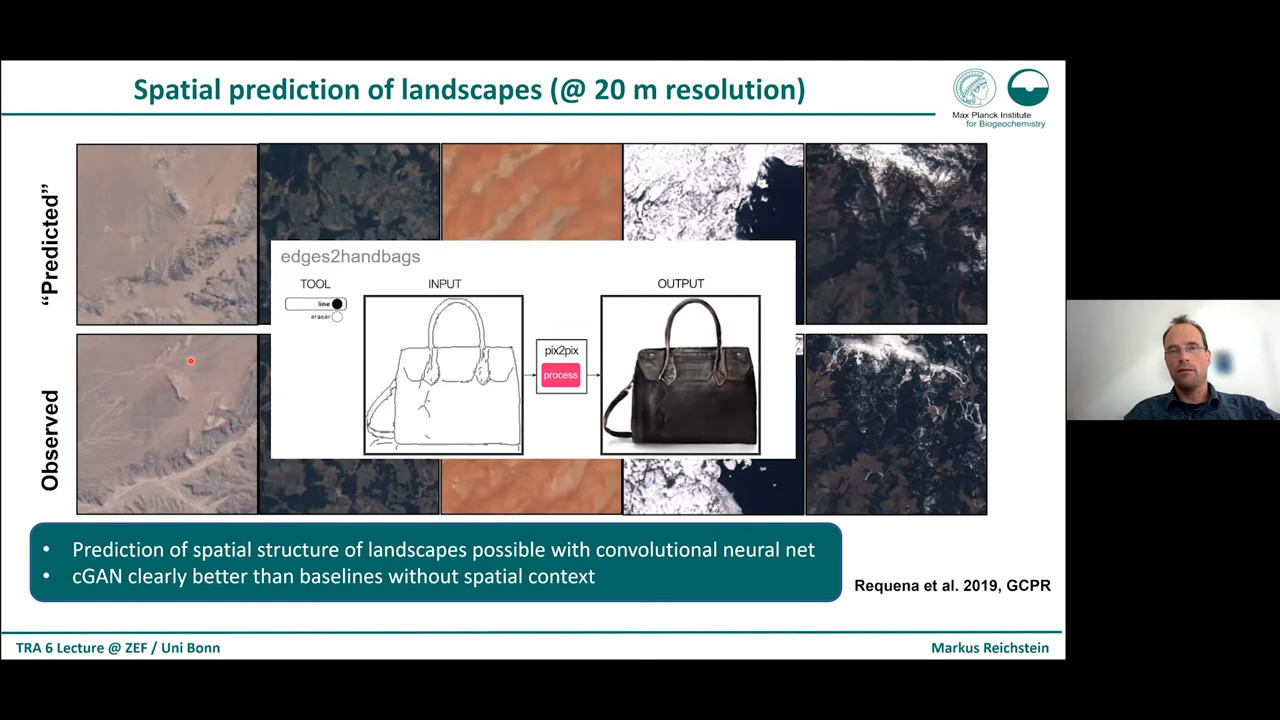 Spatial prediction of landscapes (@ 20 m resolution)
Max Planck Institute
for Biogeochemistry
“Predicted”
edges2handbags
TOOL
INPUT
OUTPUT
line
eraser
pix2pix
process
Observed
• Prediction of spatial structure of landscapes possible with convolutional neural net
• cGAN clearly better than baselines without spatial context
Requena et al. 2019, GCPR
TRA 6 Lecture @ ZEF / Uni Bonn
Markus Reichstein